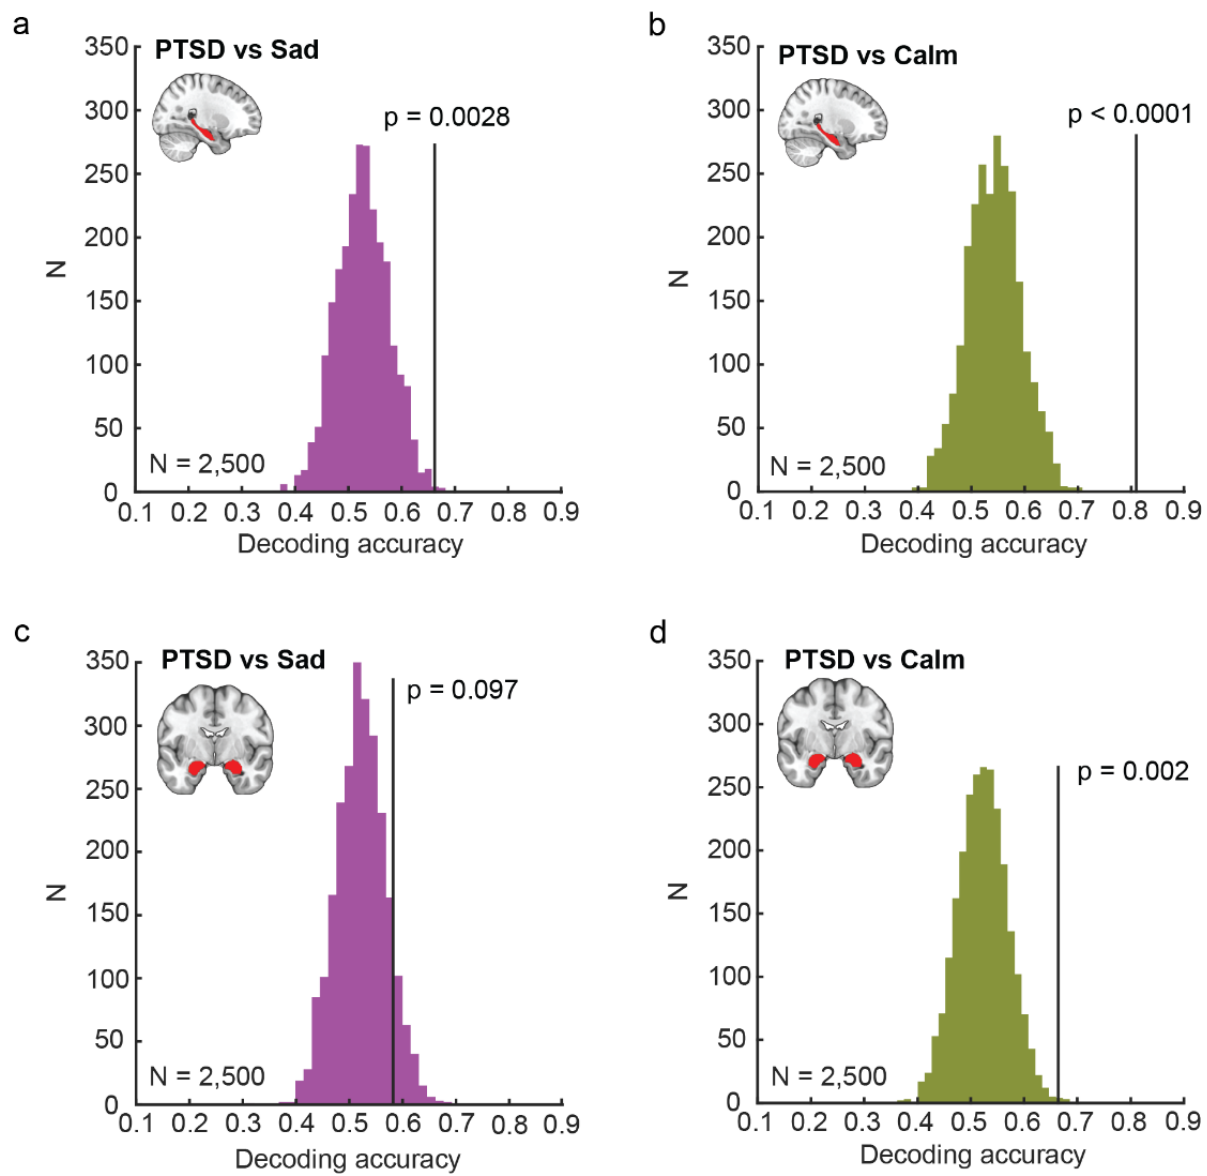 a
PTSD vs Sad
p = 0.0028
350
300
250
200
150
100
50
0
N
N = 2,500
0.1 0.2 0.3 0.4 0.5 0.6 0.7 0.8 0.9
Decoding accuracy
b
PTSD vs Calm
p < 0.0001
350
300
250
200
150
100
50
0
N
N = 2,500
0.1 0.2 0.3 0.4 0.5 0.6 0.7 0.8 0.9
Decoding accuracy
c
PTSD vs Sad
p = 0.097
350
300
250
200
150
100
50
0
N
N = 2,500
0.1 0.2 0.3 0.4 0.5 0.6 0.7 0.8 0.9
Decoding accuracy
d
PTSD vs Calm
p = 0.002
350
300
250
200
150
100
50
0
N
N = 2,500
0.1 0.2 0.3 0.4 0.5 0.6 0.7 0.8 0.9
Decoding accuracy